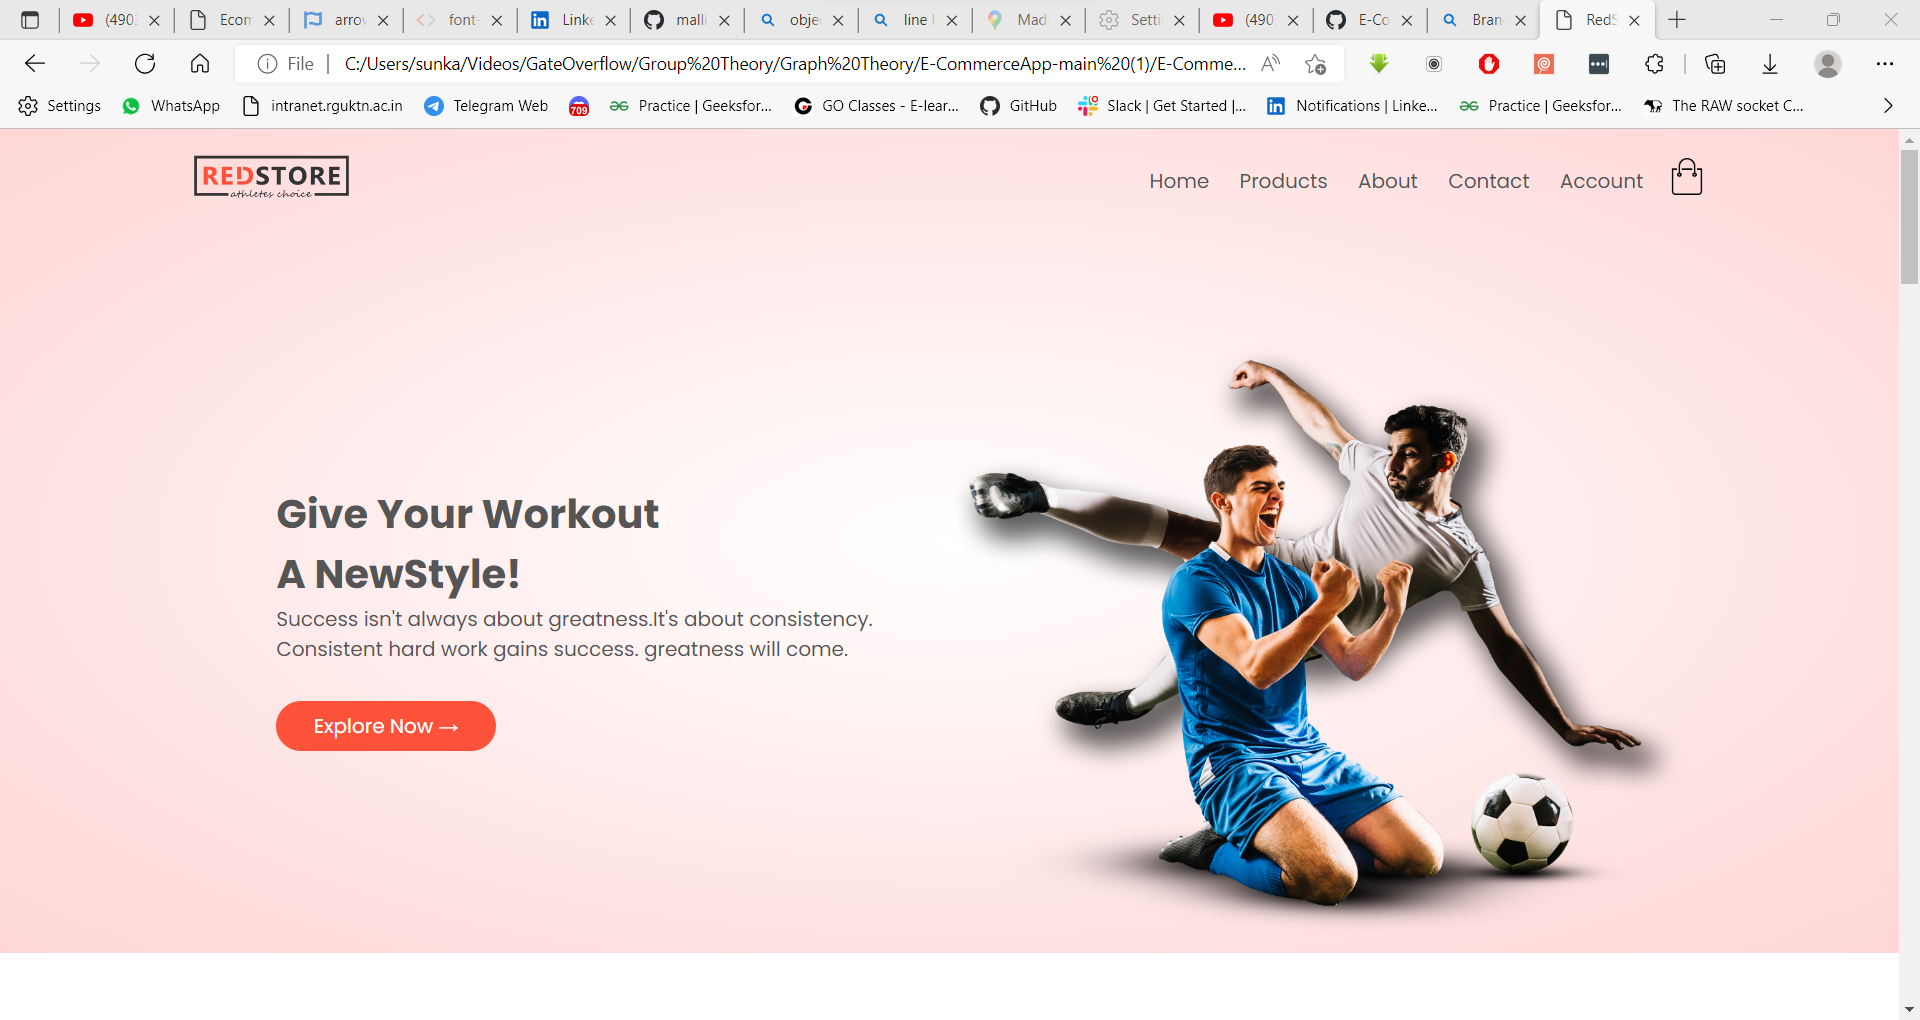 (490
Econ
arrov
font-
Linke
malli
obje
line l
Mad
Setti
(490
E-Co
Bran
RedS
File
C:/Users/sunka/Videos/GateOverflow/Group%20Theory/Graph%20Theory/E-CommerceApp-main%20(1)/E-Comme...
Settings
WhatsApp
intranet.rguktn.ac.in
Telegram Web
709
Practice | Geeksfor...
GO Classes - E-lear...
GitHub
Slack | Get Started |...
Notifications | Linke...
Practice | Geeksfor...
The RAW socket C...
REDSTORE
athletes choice
Home
Products
About
Contact
Account
Give Your Workout
A NewStyle!
Success isn't always about greatness.It's about consistency.
Consistent hard work gains success. greatness will come.
Explore Now →